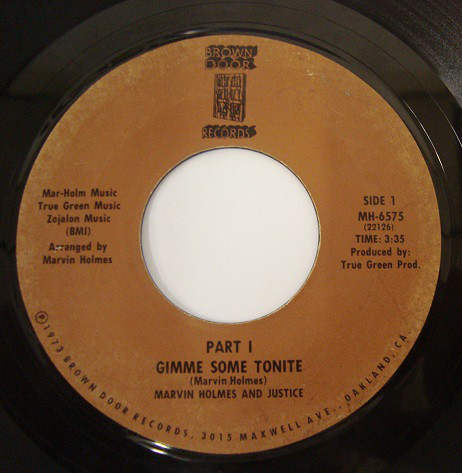 BROWN
DOOR
RECORDS
Mar-Holm Music
True Green Music
Zojalon Music
(BMI)
Arranged by
Marvin Holmes
SIDE 1
MH-6575
(22126)
TIME: 3:35
Produced by:
True Green Prod.
PART I
GIMME SOME TONITE
(Marvin Holmes)
MARVIN HOLMES AND JUSTICE
Ⓟ1973 BROWN DOOR RECORDS, 3015 MAXWELL AVE., OAKLAND, CA.